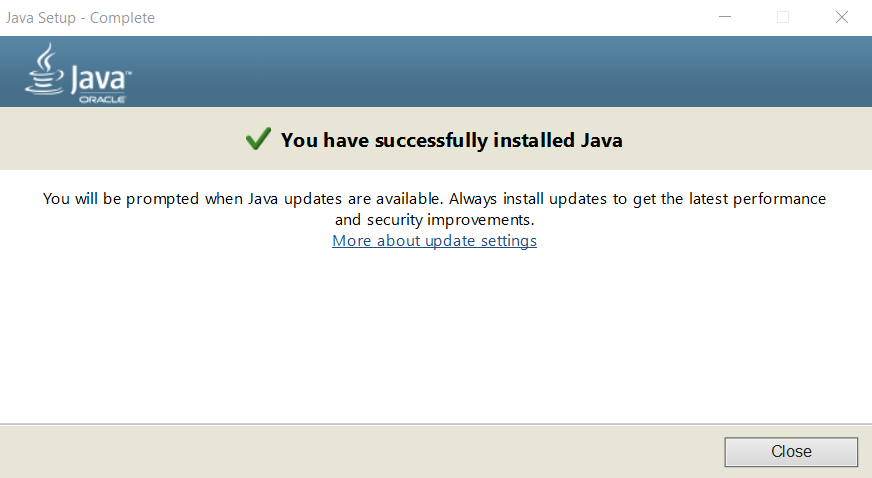 Java Setup - Complete
Java™
ORACLE
You have successfully installed Java
You will be prompted when Java updates are available. Always install updates to get the latest performance
and security improvements.
More about update settings
Close